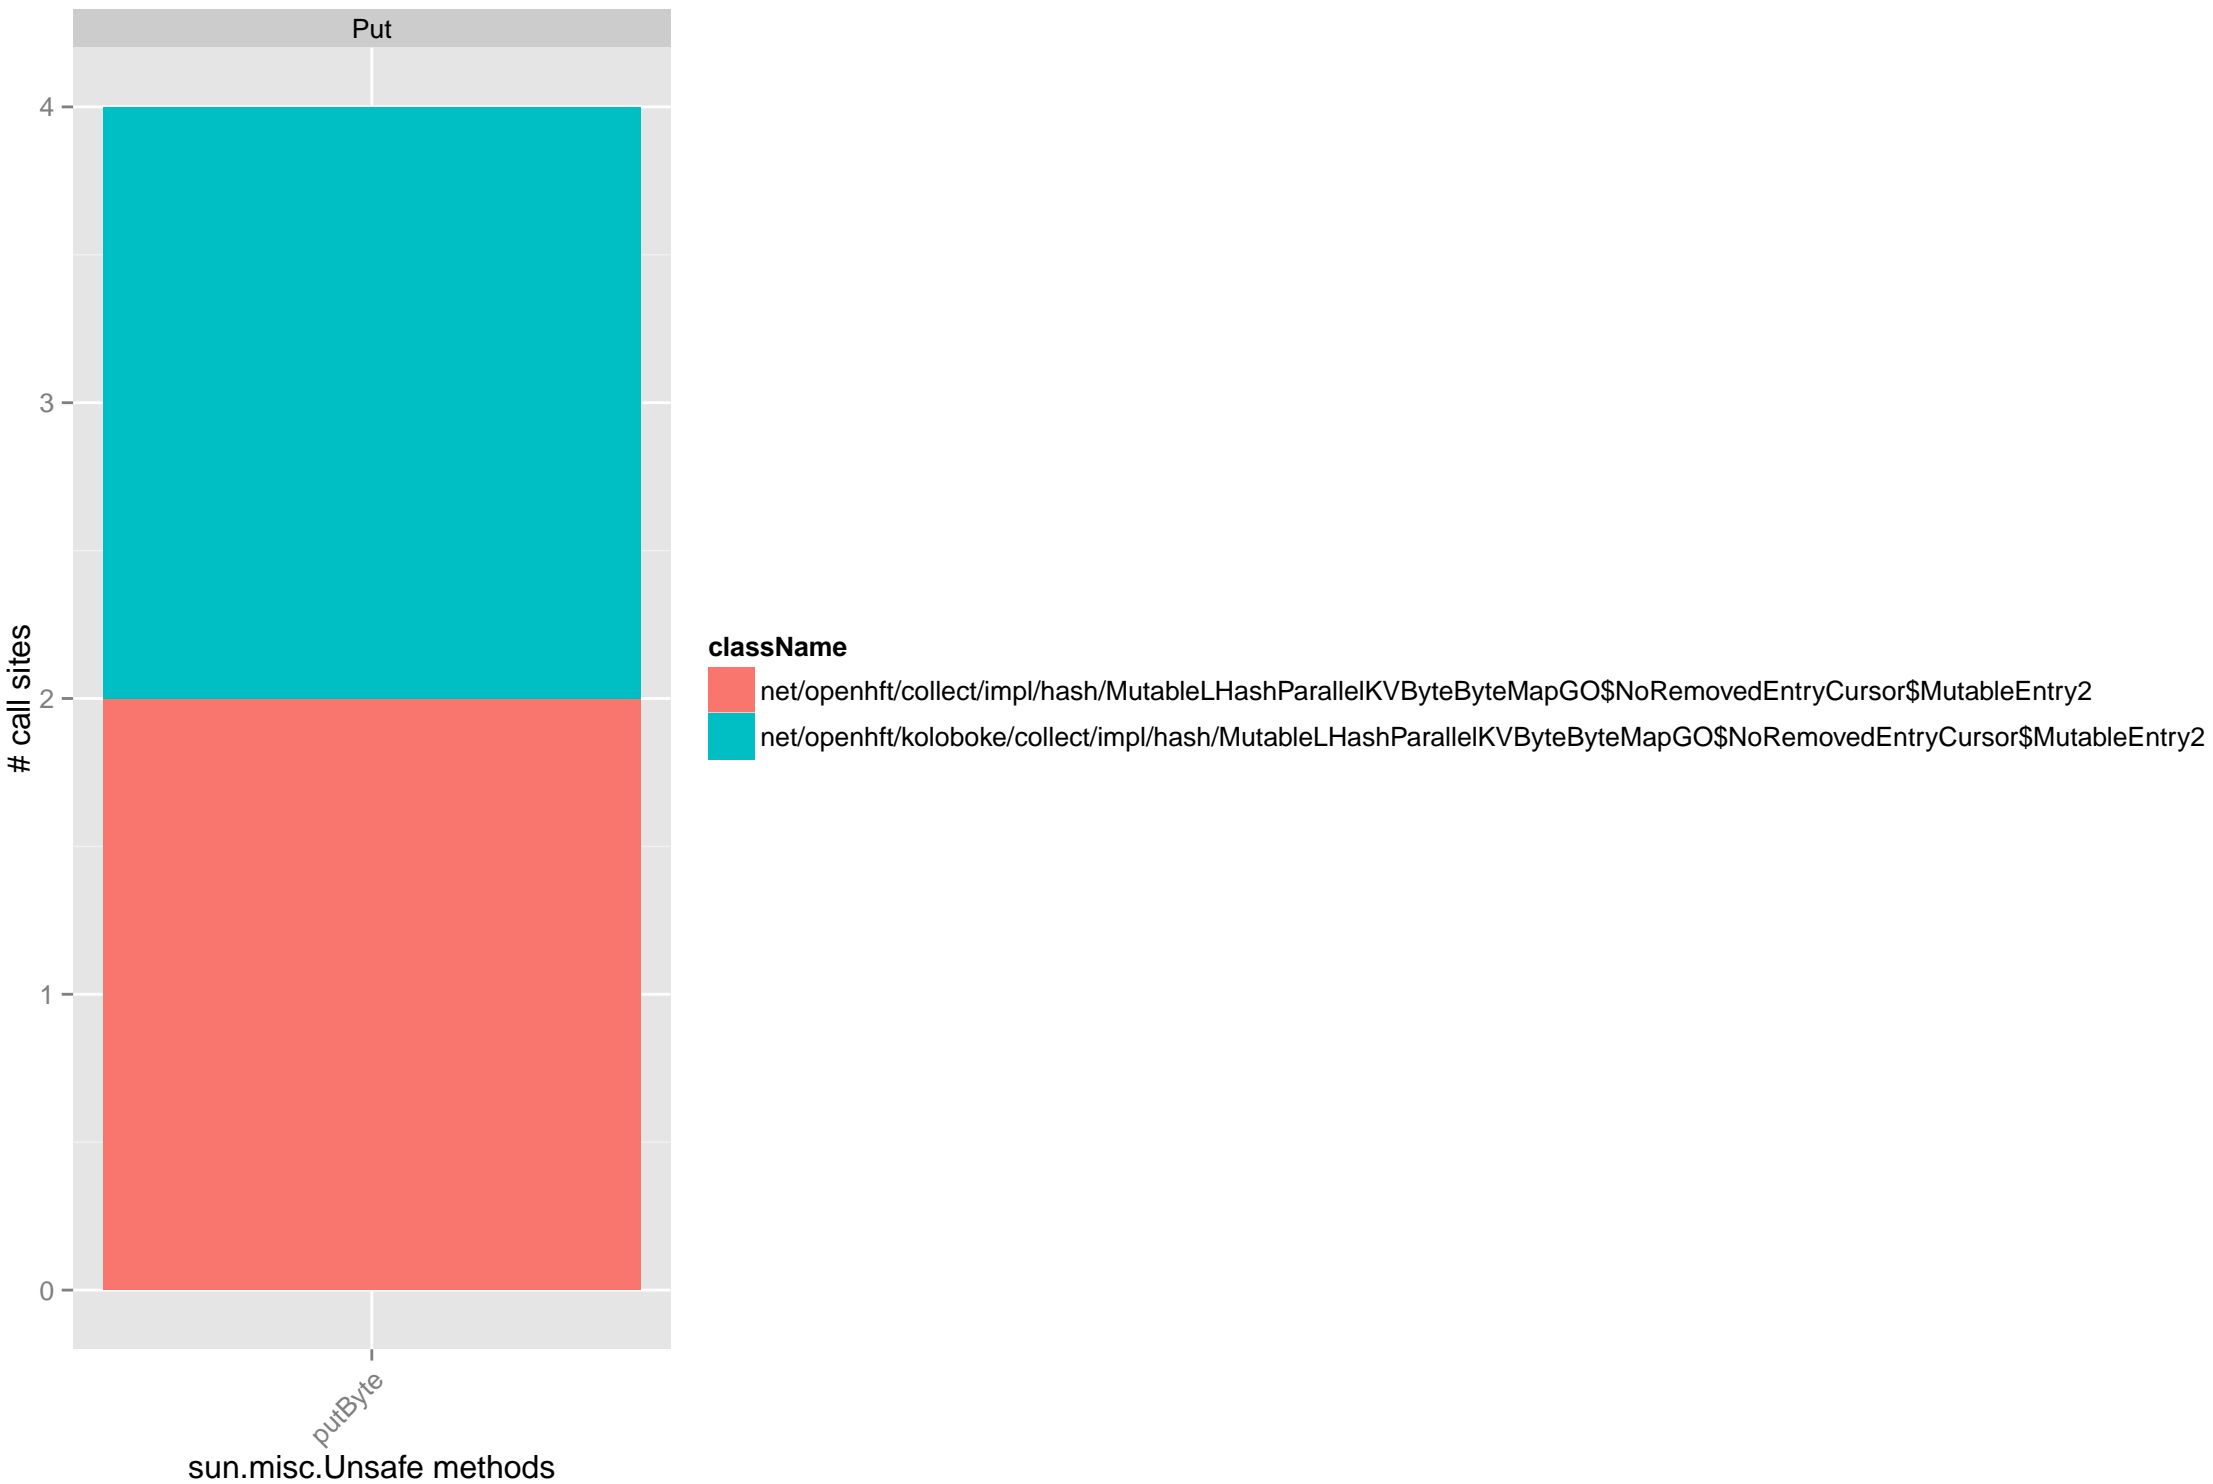 Put
4
3
2
1
0
# call sites
putByte
sun.misc.Unsafe methods
className
net/openhft/collect/impl/hash/MutableLHashParallelKVByteByteMapGO$NoRemovedEntryCursor$MutableEntry2
net/openhft/koloboke/collect/impl/hash/MutableLHashParallelKVByteByteMapGO$NoRemovedEntryCursor$MutableEntry2